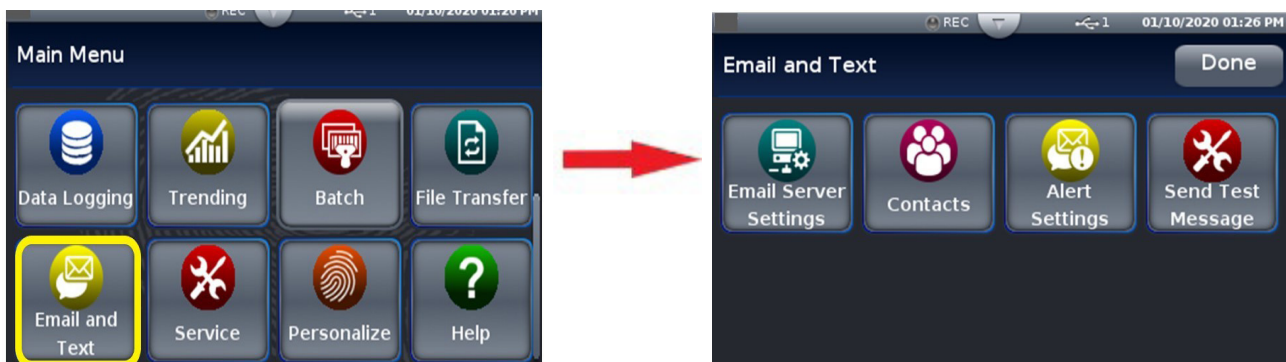 REC 1 01/10/2020 01:26 PM
Main Menu
Data Logging Trending Batch File Transfer
Email and Text Service Personalize Help
REC 1 01/10/2020 01:26 PM
Email and Text Done
Email Server Settings Contacts Alert Settings Send Test Message